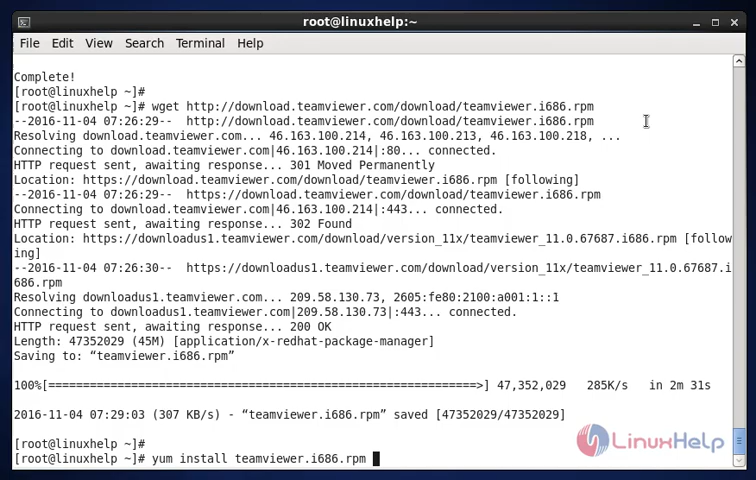 root@linuxhelp:~
File Edit View Search Terminal Help
Complete!
[root@linuxhelp ~]#
[root@linuxhelp ~]# wget http://download.teamviewer.com/download/teamviewer.i686.rpm
--2016-11-04 07:26:29-- http://download.teamviewer.com/download/teamviewer.i686.rpm
Resolving download.teamviewer.com... 46.163.100.214, 46.163.100.213, 46.163.100.218, ...
Connecting to download.teamviewer.com|46.163.100.214|:80... connected.
HTTP request sent, awaiting response... 301 Moved Permanently
Location: https://download.teamviewer.com/download/teamviewer.i686.rpm [following]
--2016-11-04 07:26:29-- https://download.teamviewer.com/download/teamviewer.i686.rpm
Connecting to download.teamviewer.com|46.163.100.214|:443... connected.
HTTP request sent, awaiting response... 302 Found
Location: https://downloadus1.teamviewer.com/download/version_11x/teamviewer_11.0.67687.i686.rpm [follow
ing]
--2016-11-04 07:26:30-- https://downloadus1.teamviewer.com/download/version_11x/teamviewer_11.0.67687.i
686.rpm
Resolving downloadus1.teamviewer.com... 209.58.130.73, 2605:fe80:2100:a001:1::1
Connecting to downloadus1.teamviewer.com|209.58.130.73|:443... connected.
HTTP request sent, awaiting response... 200 OK
Length: 47352029 (45M) [application/x-redhat-package-manager]
Saving to: “teamviewer.i686.rpm”
100%[==============================================================>] 47,352,029 285K/s in 2m 31s
2016-11-04 07:29:03 (307 KB/s) - “teamviewer.i686.rpm” saved [47352029/47352029]
[root@linuxhelp ~]#
[root@linuxhelp ~]# yum install teamviewer.i686.rpm
LinuxHelp